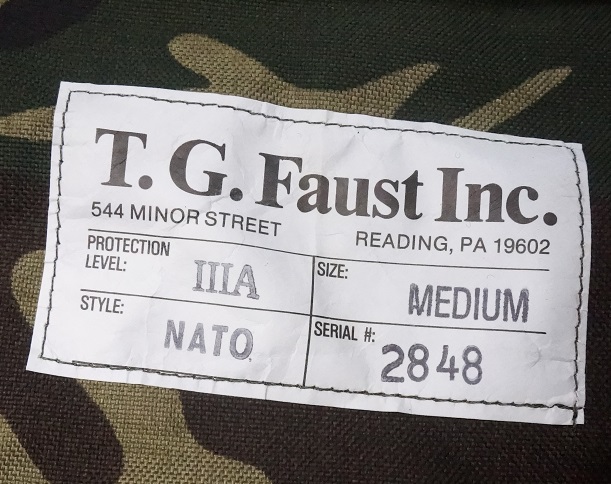 T. G. Faust Inc.
544 MINOR STREET
READING, PA 19602
PROTECTION
LEVEL:
IIIA
SIZE:
MEDIUM
STYLE:
NATO
SERIAL #:
2848